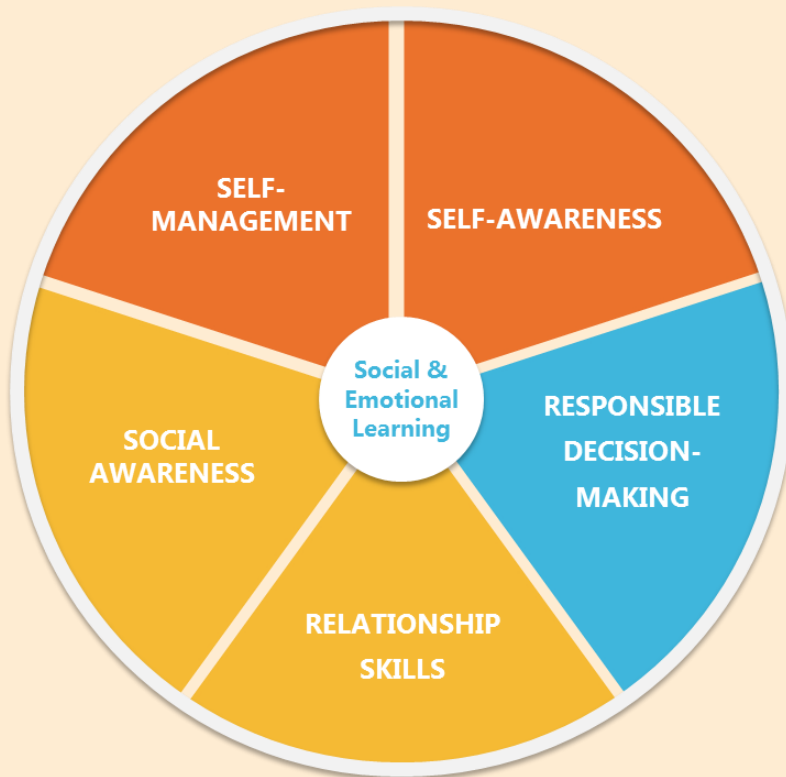 SELF-
MANAGEMENT
SELF-AWARENESS
Social &
Emotional
Learning
RESPONSIBLE
DECISION-
MAKING
SOCIAL
AWARENESS
RELATIONSHIP
SKILLS